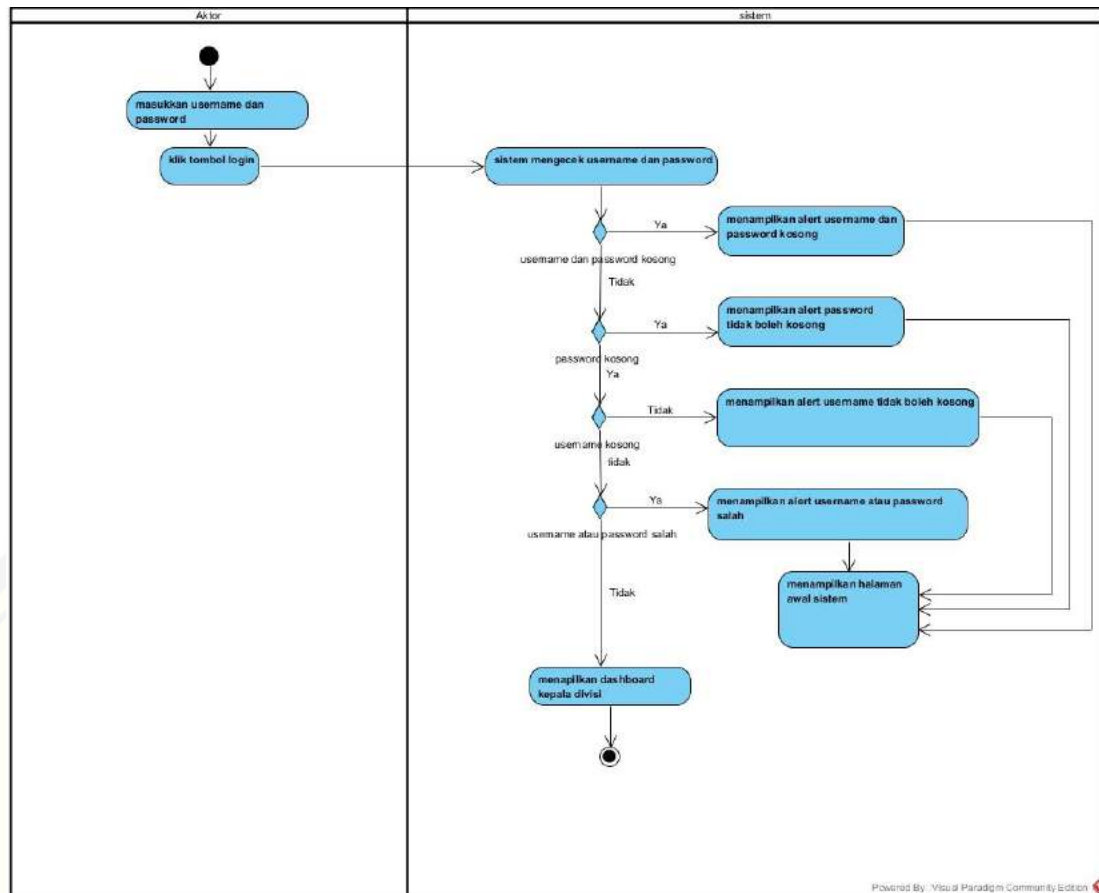 Aktor
sistem
masukkan username dan
password
klik tombol login
sistem mengecek username dan password
Ya
menampilkan alert username dan
password kosong
username dan password kosong
Tidak
Ya
menampilkan alert password
tidak boleh kosong
password kosong
Ya
Tidak
menampilkan alert username tidak boleh kosong
username kosong
tidak
Ya
menampilkan alert username atau password
salah
username atau password salah
menampilkan halaman
awal sistem
Tidak
menapilkan dashboard
kepala divisi
Powered By Visual Paradigm Community Edition